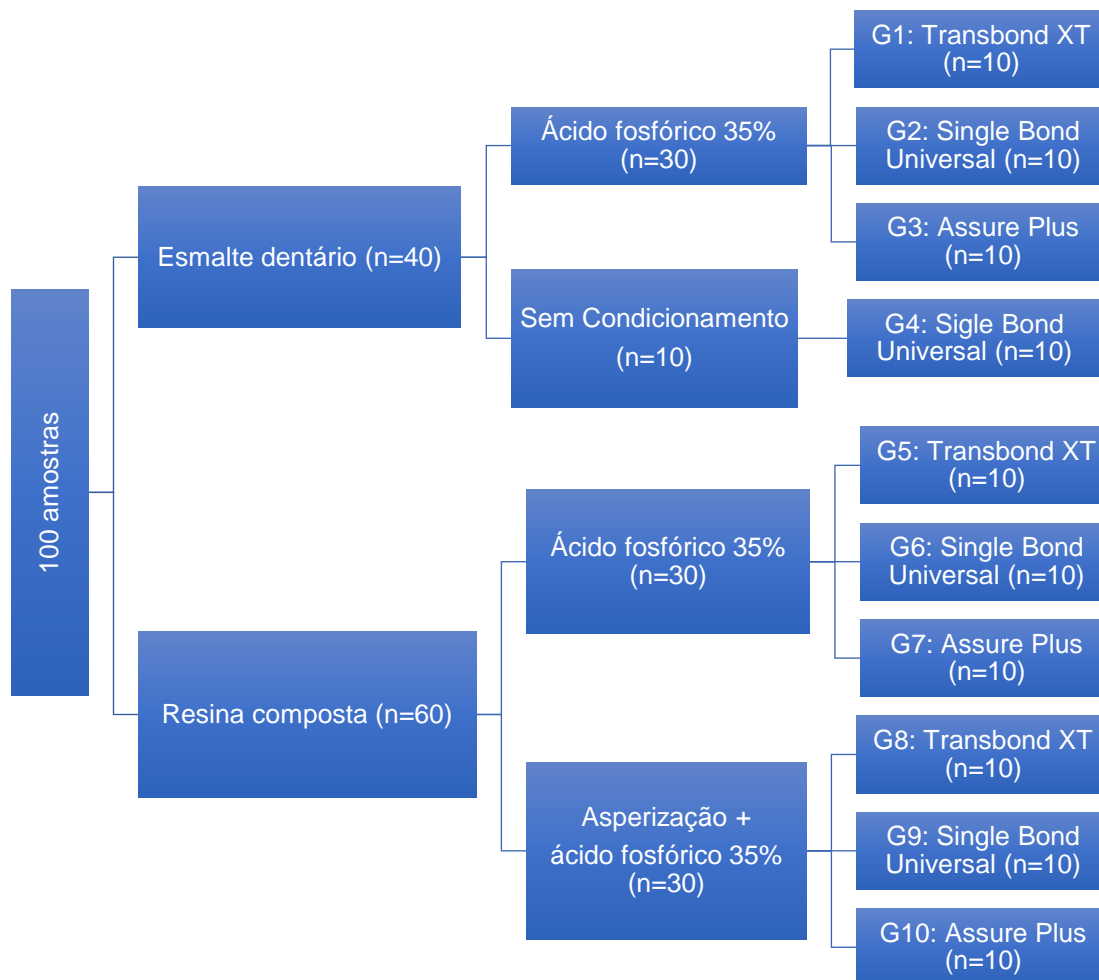 100 amostras
Esmalte dentário (n=40)
Ácido fosfórico 35%
(n=30)
G1: Transbond XT
(n=10)
G2: Single Bond
Universal (n=10)
G3: Assure Plus
(n=10)
Sem Condicionamento
(n=10)
G4: Sigle Bond
Universal (n=10)
Resina composta (n=60)
Ácido fosfórico 35%
(n=30)
G5: Transbond XT
(n=10)
G6: Single Bond
Universal (n=10)
G7: Assure Plus
(n=10)
Asperização +
ácido fosfórico 35%
(n=30)
G8: Transbond XT
(n=10)
G9: Single Bond
Universal (n=10)
G10: Assure Plus
(n=10)